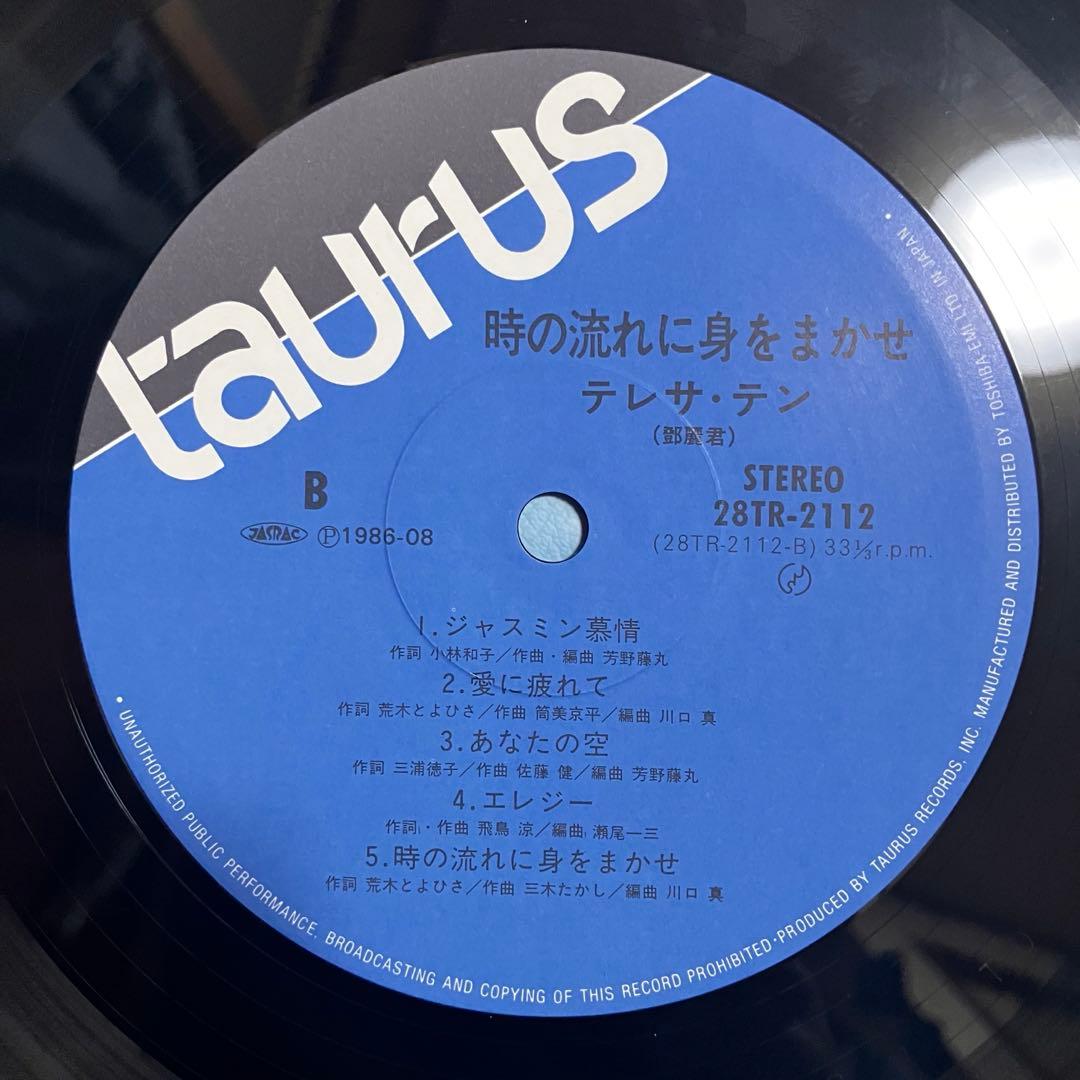 taurus
時の流れに身をまかせ
テレサ・テン
(鄧麗君)
B
STEREO
28TR-2112
JASRAC Ⓟ1986-08
(28TR-2112-B) 33⅓r.p.m.
1.ジャスミン慕情
作詞 小林和子/作曲・編曲 芳野藤丸
2.愛に疲れて
作詞 荒木とよひさ/作曲 筒美京平/編曲 川口 真
3.あなたの空
作詞 三浦徳子/作曲 佐藤 健/編曲 芳野藤丸
4.エレジー
作詞・作曲 飛鳥 涼/編曲 瀬尾一三
5.時の流れに身をまかせ
作詞 荒木とよひさ/作曲 三木たかし/編曲 川口 真
• UNAUTHORIZED PUBLIC PERFORMANCE, BROADCASTING AND COPYING OF THIS RECORD PROHIBITED•PRODUCED BY TAURUS RECORDS, INC. MANUFACTURED AND DISTRIBUTED BY TOSHIBA-EMI LTD. IN JAPAN •